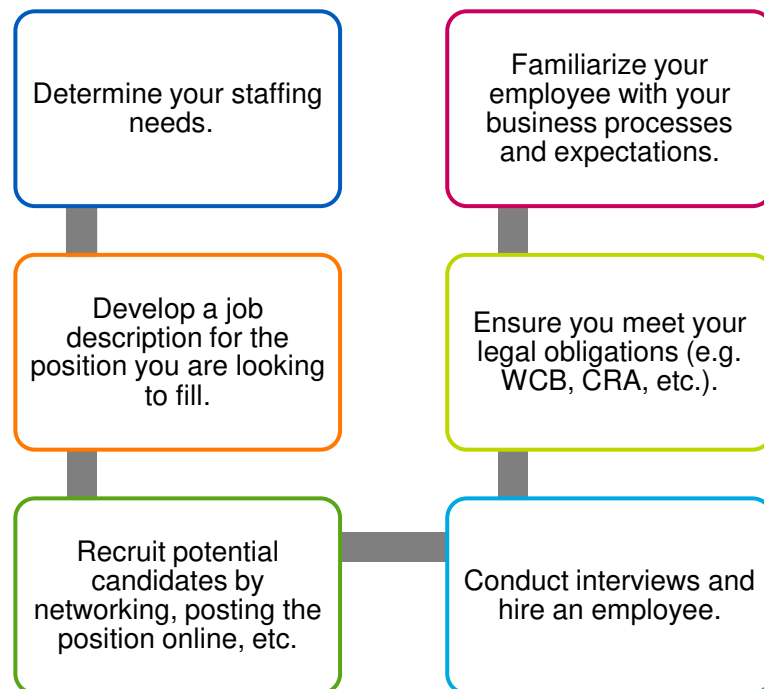 Determine your staffing
needs.
Develop a job
description for the
position you are looking
to fill.
Recruit potential
candidates by
networking, posting the
position online, etc.
Conduct interviews and
hire an employee.
Ensure you meet your
legal obligations (e.g.
WCB, CRA, etc.).
Familiarize your
employee with your
business processes
and expectations.